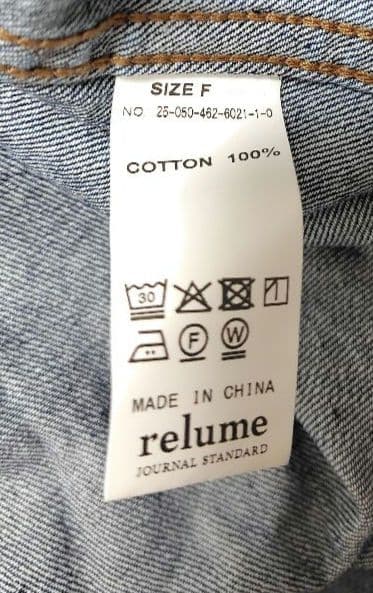 SIZE F
NO. 25-050-462-6021-1-0
COTTON 100%
30
F W
MADE IN CHINA
relume
JOURNAL STANDARD